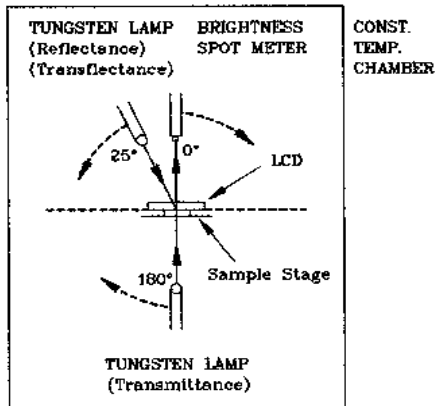 TUNGSTEN LAMP
(Reflectance)
(Transflectance)
BRIGHTNESS
SPOT METER
CONST.
TEMP.
CHAMBER
25°
0°
LCD
Sample Stage
180°
TUNGSTEN LAMP
(Transmittance)